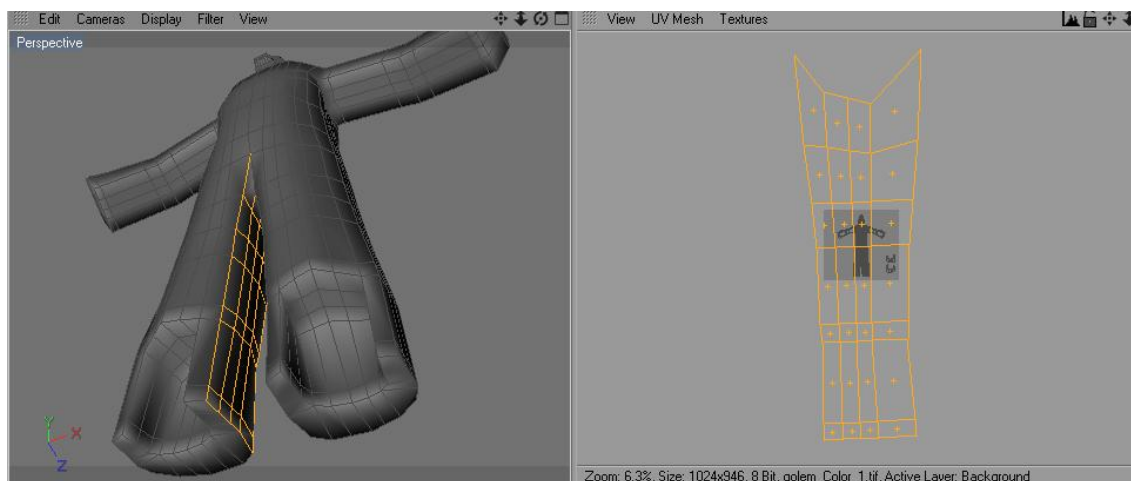 Edit Cameras Display Filter View
Perspective
Y
X
Z
View UV Mesh Textures
Zoom: 6.3%, Size: 1024x946, 8 Bit, golem_Color_1.tif, Active Layer: Background